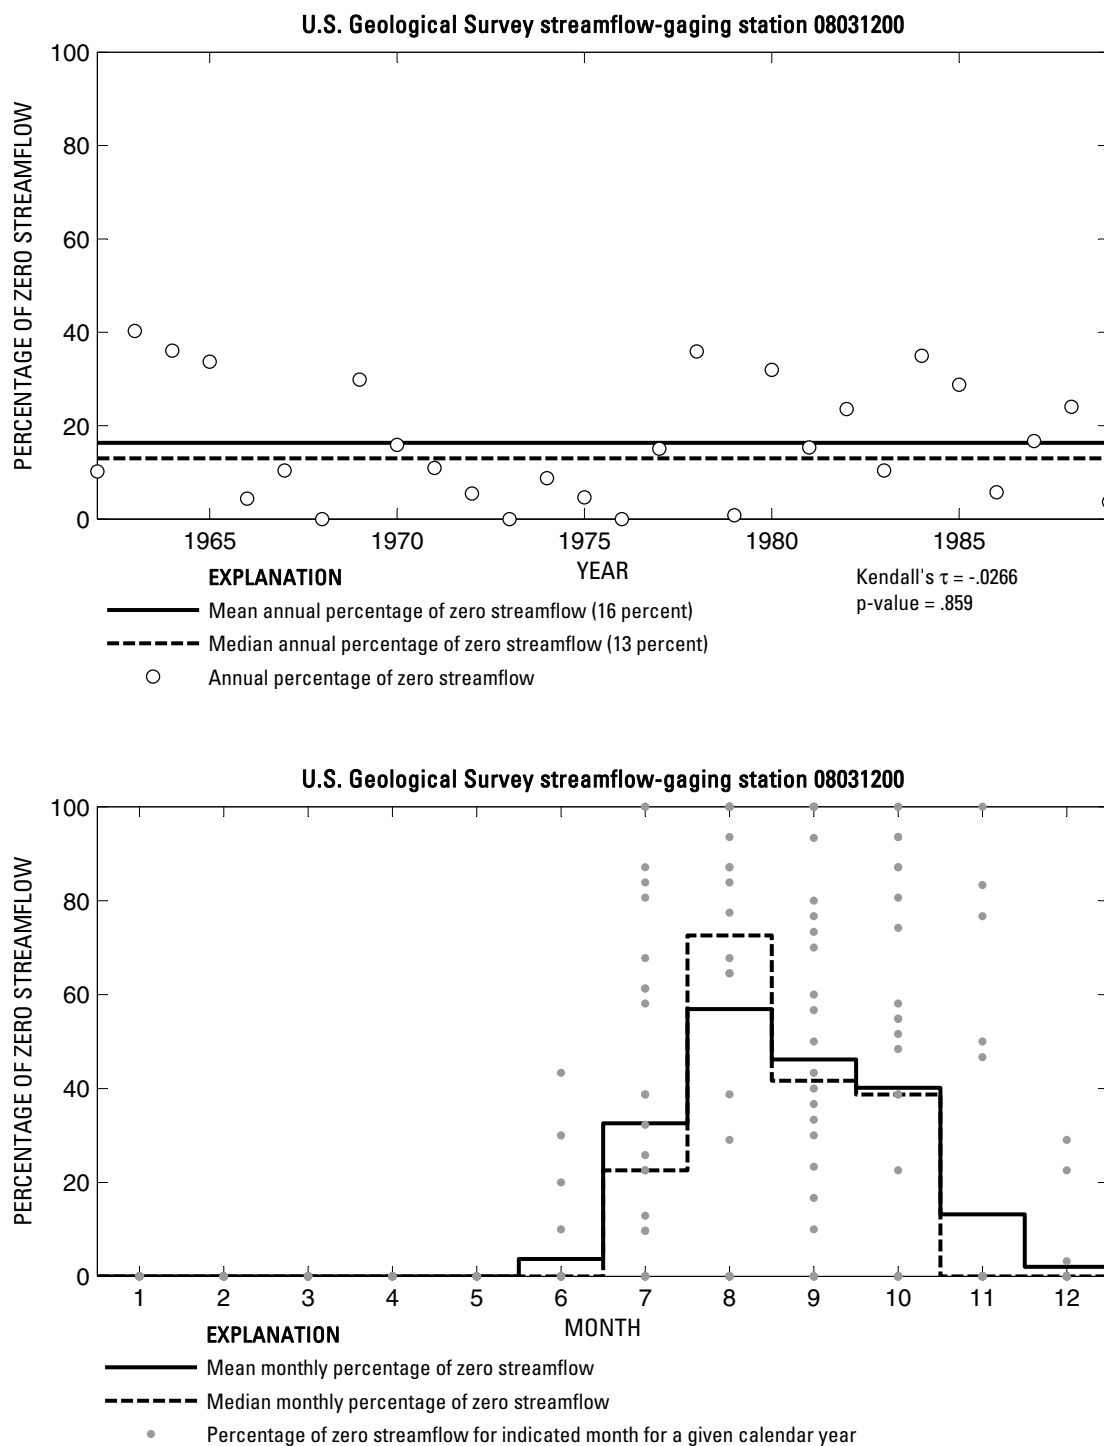 U.S. Geological Survey streamflow-gaging station 08031200
PERCENTAGE OF ZERO STREAMFLOW
100
80
60
40
20
0
1965 1970 1975 1980 1985
YEAR
EXPLANATION
Mean annual percentage of zero streamflow (16 percent)
Median annual percentage of zero streamflow (13 percent)
Annual percentage of zero streamflow
Kendall's τ = -.0266
p-value = .859
U.S. Geological Survey streamflow-gaging station 08031200
PERCENTAGE OF ZERO STREAMFLOW
100
80
60
40
20
0
1 2 3 4 5 6 7 8 9 10 11 12
MONTH
EXPLANATION
Mean monthly percentage of zero streamflow
Median monthly percentage of zero streamflow
Percentage of zero streamflow for indicated month for a given calendar year